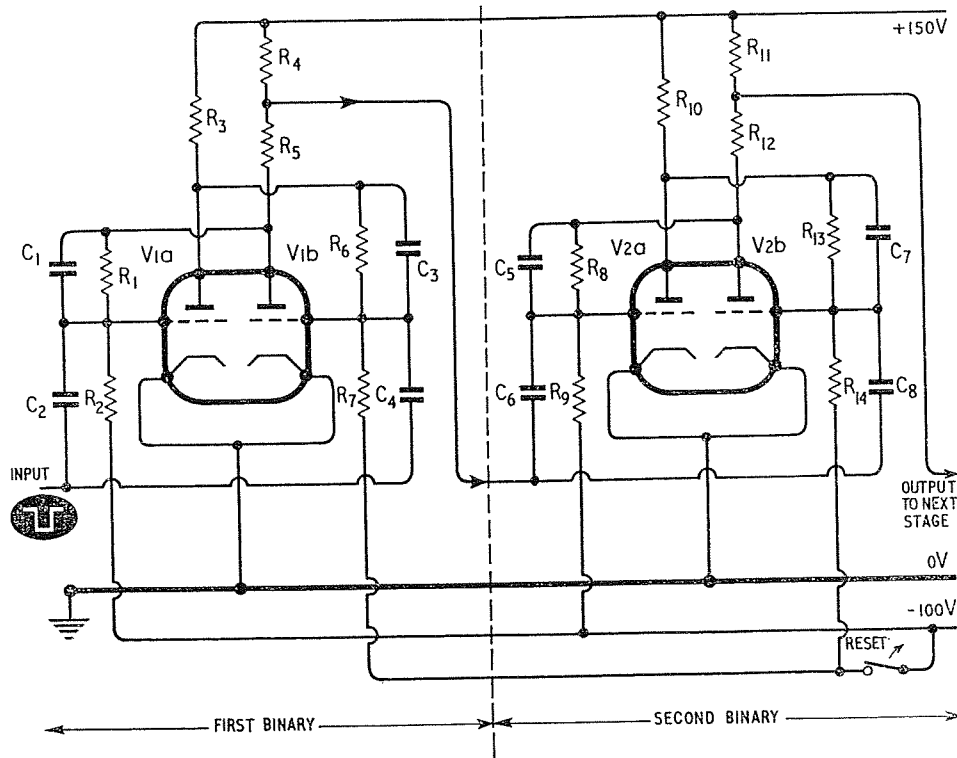 +150V
R4
R11
R3
R10
R5
R12
C1
R1
V1a
V1b
R6
C3
C5
R8
V2a
V2b
R13
C7
C2
R2
R7
C4
C6
R9
R14
C8
INPUT
OUTPUT
TO NEXT
STAGE
0V
-100V
RESET
FIRST BINARY
SECOND BINARY